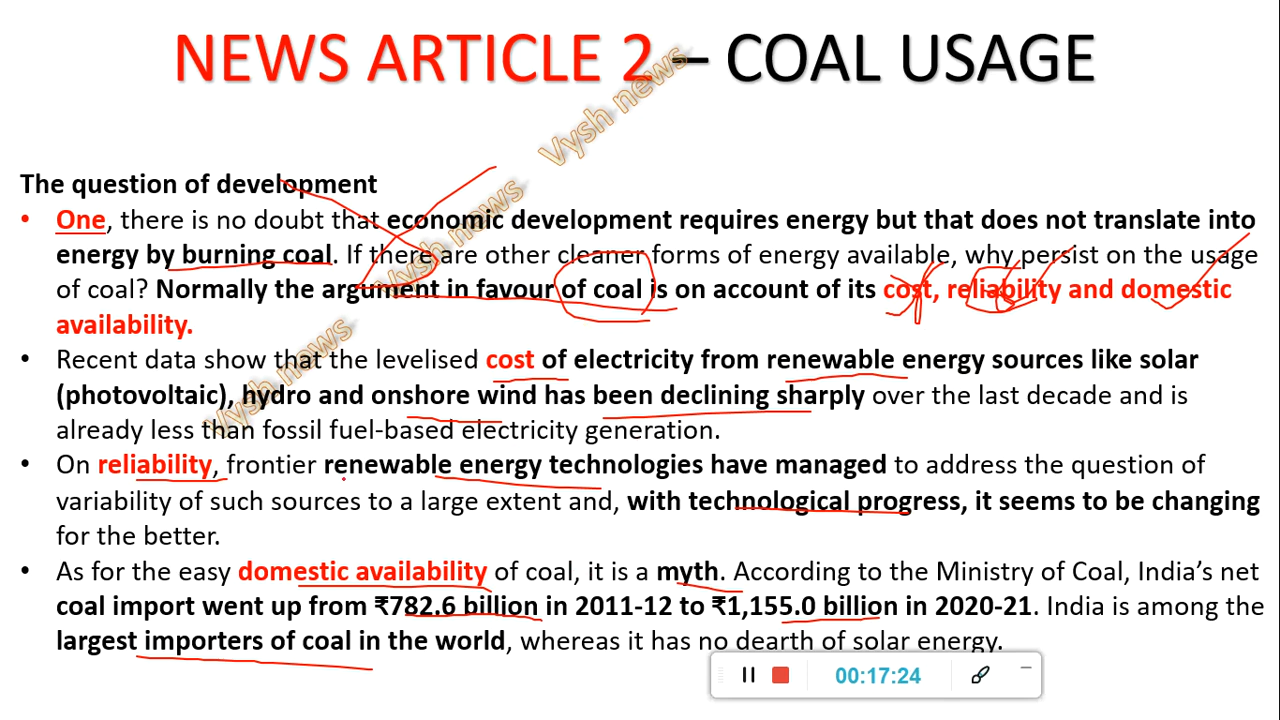 NEWS ARTICLE 2 – COAL USAGE
Vysh news
Vysh news
Vysh news
The question of development
• One, there is no doubt that economic development requires energy but that does not translate into
energy by burning coal. If there are other cleaner forms of energy available, why persist on the usage
of coal? Normally the argument in favour of coal is on account of its cost, reliability and domestic
availability.
• Recent data show that the levelised cost of electricity from renewable energy sources like solar
(photovoltaic), hydro and onshore wind has been declining sharply over the last decade and is
already less than fossil fuel-based electricity generation.
• On reliability, frontier renewable energy technologies have managed to address the question of
variability of such sources to a large extent and, with technological progress, it seems to be changing
for the better.
• As for the easy domestic availability of coal, it is a myth. According to the Ministry of Coal, India’s net
coal import went up from ₹782.6 billion in 2011-12 to ₹1,155.0 billion in 2020-21. India is among the
largest importers of coal in the world, whereas it has no dearth of solar energy.
00:17:24